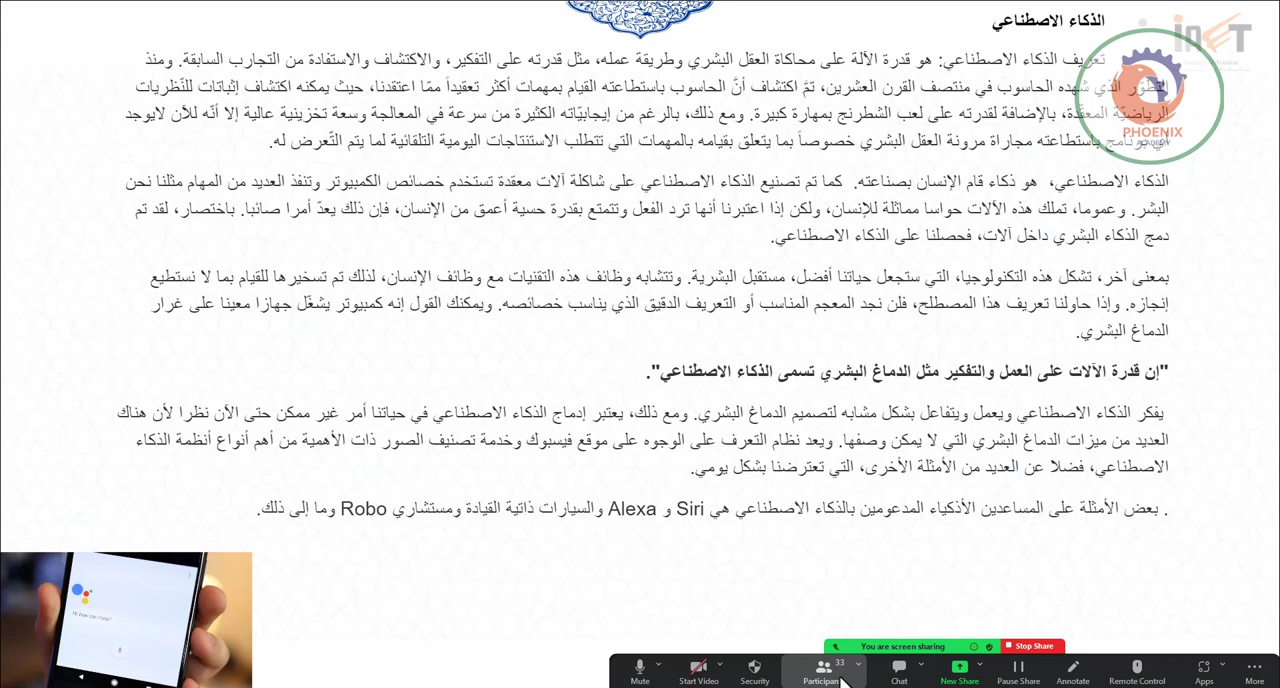 الذكاء الاصطناعي
تعريف الذكاء الاصطناعي: هو قدرة الآلة على محاكاة العقل البشري وطريقة عمله، مثل قدرته على التفكير، والاكتشاف والاستفادة من التجارب السابقة. ومنذ
التطوّر الذي شهده الحاسوب في منتصف القرن العشرين، تمَّ اكتشاف أنَّ الحاسوب باستطاعته القيام بمهمات أكثر تعقيداً ممّا اعتقدنا، حيث يمكنه اكتشاف إثباتات للنّظريات
الرياضيّة المعقّدة، بالإضافة لقدرته على لعب الشطرنج بمهارة كبيرة. ومع ذلك، بالرغم من إيجابيّاته الكثيرة من سرعة في المعالجة وسعة تخزينية عالية إلا أنّه للآن لايوجد
أي برنامج باستطاعته مجاراة مرونة العقل البشري خصوصاً بما يتعلق بقيامه بالمهمات التي تتطلب الاستنتاجات اليومية التلقائية لما يتم التّعرض له.
الذكاء الاصطناعي، هو ذكاء قام الإنسان بصناعته. كما تم تصنيع الذكاء الاصطناعي على شاكلة آلات معقدة تستخدم خصائص الكمبيوتر وتنفذ العديد من المهام مثلنا نحن
البشر. وعموما، تملك هذه الآلات حواسا مماثلة للإنسان، ولكن إذا اعتبرنا أنها ترد الفعل وتتمتع بقدرة حسية أعمق من الإنسان، فإن ذلك يعدّ أمرا صائبا. باختصار، لقد تم
دمج الذكاء البشري داخل آلات، فحصلنا على الذكاء الاصطناعي.
بمعنى آخر، تشكل هذه التكنولوجيا، التي ستجعل حياتنا أفضل، مستقبل البشرية. وتتشابه وظائف هذه التقنيات مع وظائف الإنسان، لذلك تم تسخيرها للقيام بما لا نستطيع
إنجازه. وإذا حاولنا تعريف هذا المصطلح، فلن نجد المعجم المناسب أو التعريف الدقيق الذي يناسب خصائصه. ويمكنك القول إنه كمبيوتر يشغّل جهازا معينا على غرار
الدماغ البشري.
"إن قدرة الآلات على العمل والتفكير مثل الدماغ البشري تسمى الذكاء الاصطناعي".
يفكر الذكاء الاصطناعي ويعمل ويتفاعل بشكل مشابه لتصميم الدماغ البشري. ومع ذلك، يعتبر إدماج الذكاء الاصطناعي في حياتنا أمر غير ممكن حتى الآن نظرا لأن هناك
العديد من ميزات الدماغ البشري التي لا يمكن وصفها. ويعد نظام التعرف على الوجوه على موقع فيسبوك وخدمة تصنيف الصور ذات الأهمية من أهم أنواع أنظمة الذكاء
الاصطناعي، فضلا عن العديد من الأمثلة الأخرى، التي تعترضنا بشكل يومي.
. بعض الأمثلة على المساعدين الأذكياء المدعومين بالذكاء الاصطناعي هي Siri و Alexa والسيارات ذاتية القيادة ومستشاري Robo وما إلى ذلك.
PHOENIX
ACADEMY
Hi, how can I help?
You are screen sharing
Stop Share
33
Mute
Start Video
Security
Participan
Chat
New Share
Pause Share
Annotate
Remote Control
Apps
More